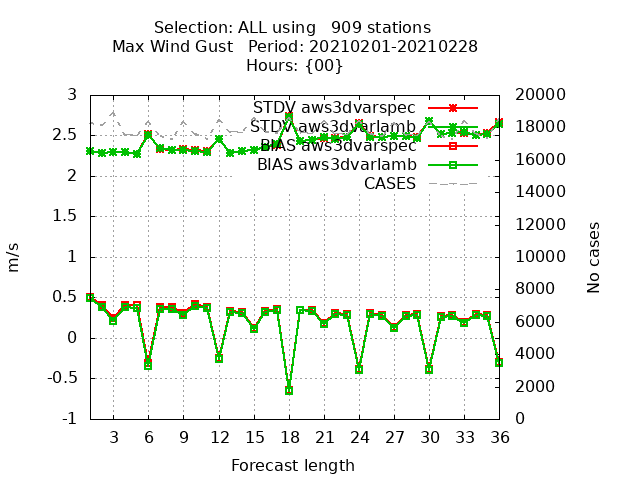 Selection: ALL using   909 stations
Max Wind Gust   Period: 20210201-20210228
Hours: {00}
STDV aws3dvarspec
STDV aws3dvarlamb
BIAS aws3dvarspec
BIAS aws3dvarlamb
CASES
3
2.5
2
1.5
1
0.5
0
-0.5
-1
m/s
20000
18000
16000
14000
12000
10000
8000
6000
4000
2000
0
No cases
3 6 9 12 15 18 21 24 27 30 33 36
Forecast length